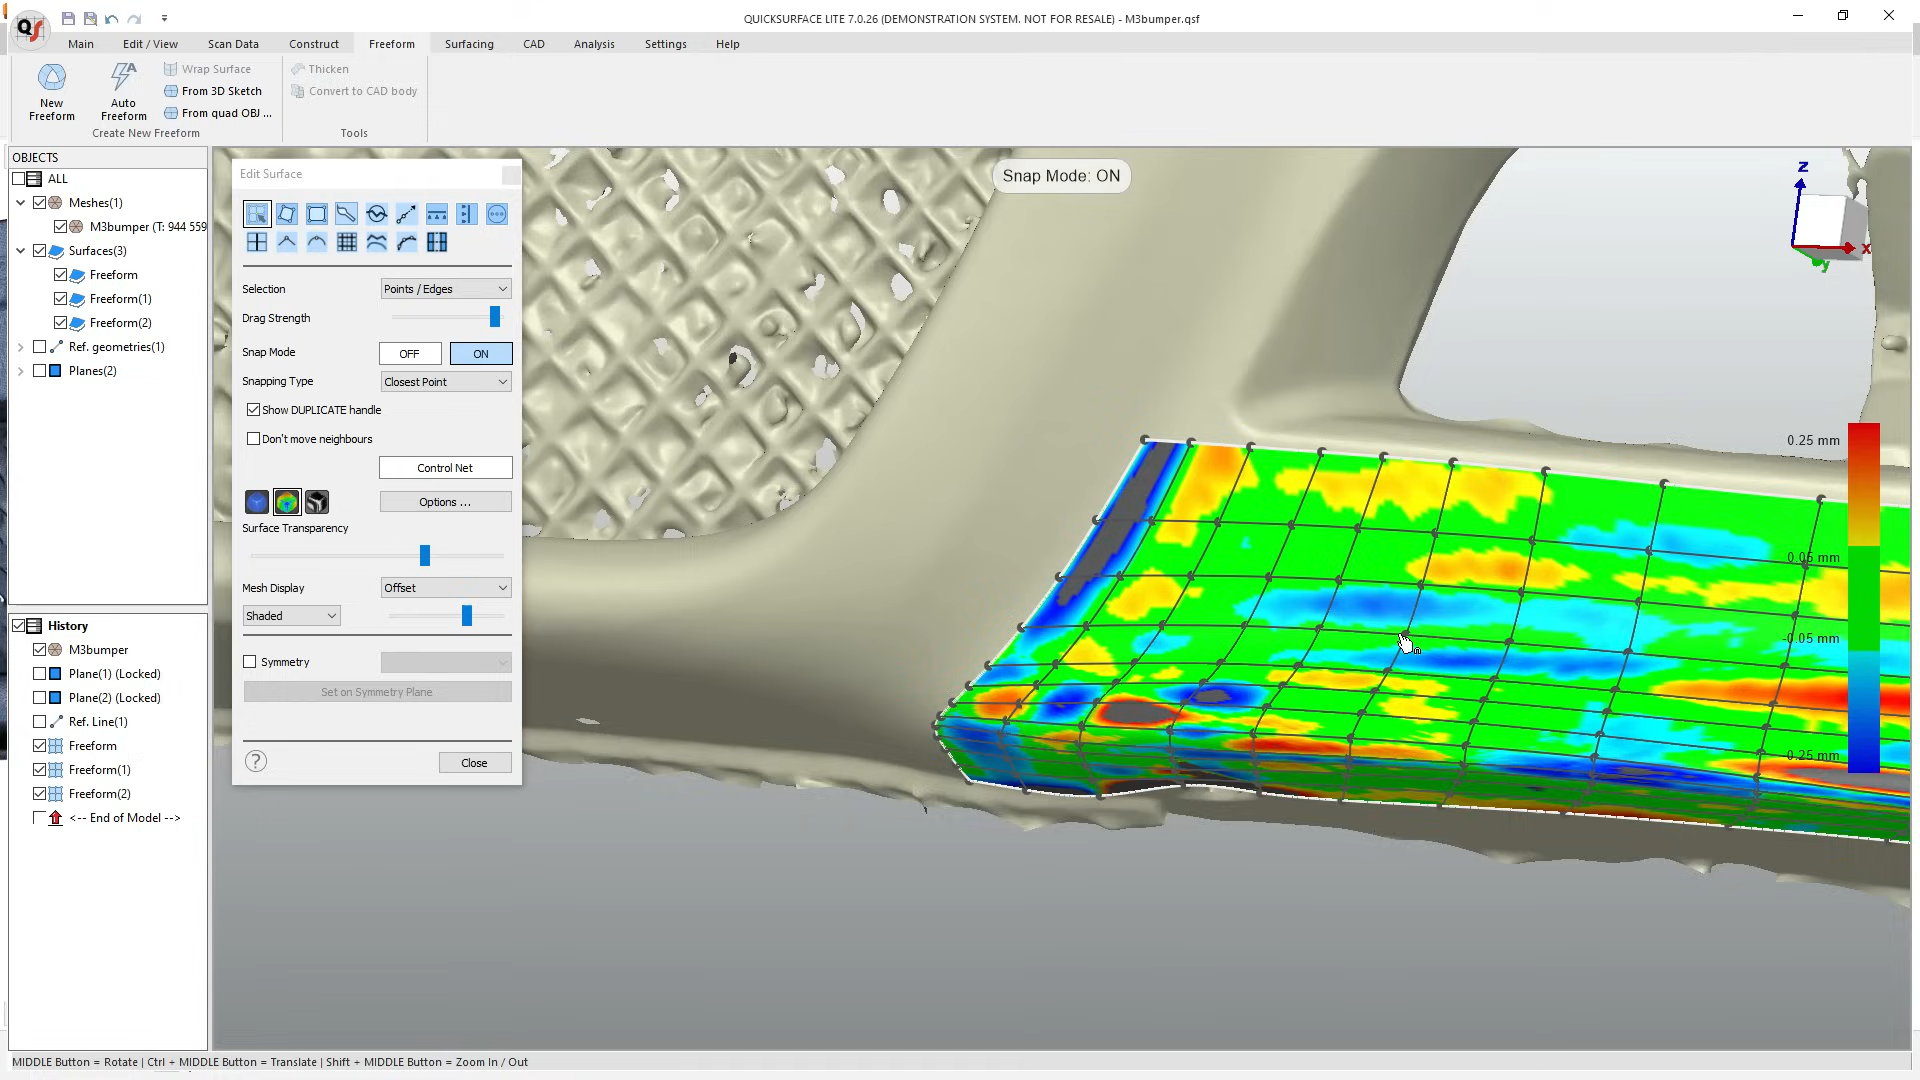 QUICKSURFACE LITE 7.0.26 (DEMONSTRATION SYSTEM. NOT FOR RESALE) - M3bumper.qsf
QS
Main Edit / View Scan Data Construct Freeform Surfacing CAD Analysis Settings Help
New Freeform
Auto Freeform
Wrap Surface
From 3D Sketch
From quad OBJ ...
Create New Freeform
Thicken
Convert to CAD body
Tools
OBJECTS
ALL
Meshes(1)
M3bumper (T: 944 559
Surfaces(3)
Freeform
Freeform(1)
Freeform(2)
Ref. geometries(1)
Planes(2)
History
M3bumper
Plane(1) (Locked)
Plane(2) (Locked)
Ref. Line(1)
Freeform
Freeform(1)
Freeform(2)
<-- End of Model -->
Edit Surface
Selection Points / Edges
Drag Strength
Snap Mode OFF ON
Snapping Type Closest Point
Show DUPLICATE handle
Don't move neighbours
Control Net
Options ...
Surface Transparency
Mesh Display Offset
Shaded
Symmetry
Set on Symmetry Plane
? Close
Snap Mode: ON
Z
X
y
0.25 mm
0.05 mm
-0.05 mm
-0.25 mm
MIDDLE Button = Rotate | Ctrl + MIDDLE Button = Translate | Shift + MIDDLE Button = Zoom In / Out